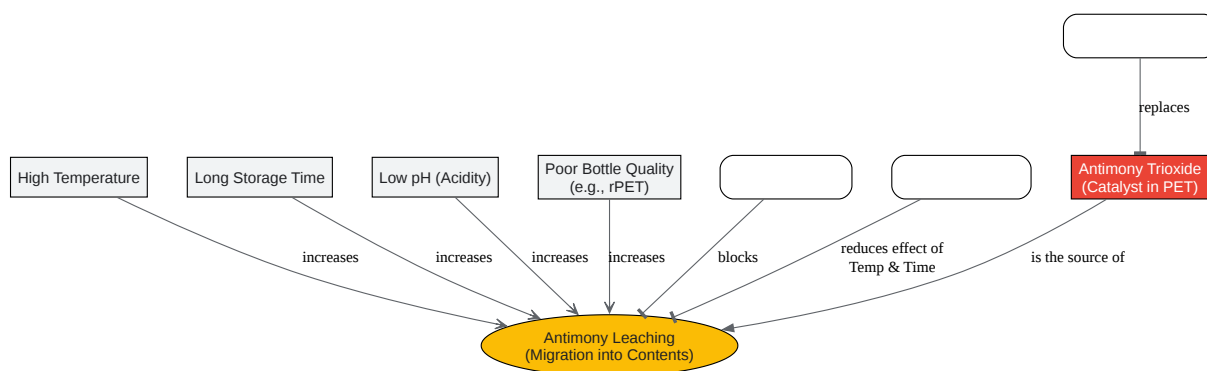 replaces
High Temperature
Long Storage Time
Low pH (Acidity)
Poor Bottle Quality
(e.g., rPET)
Antimony Trioxide
(Catalyst in PET)
increases
increases
increases
increases
blocks
reduces effect of
Temp & Time
is the source of
Antimony Leaching
(Migration into Contents)